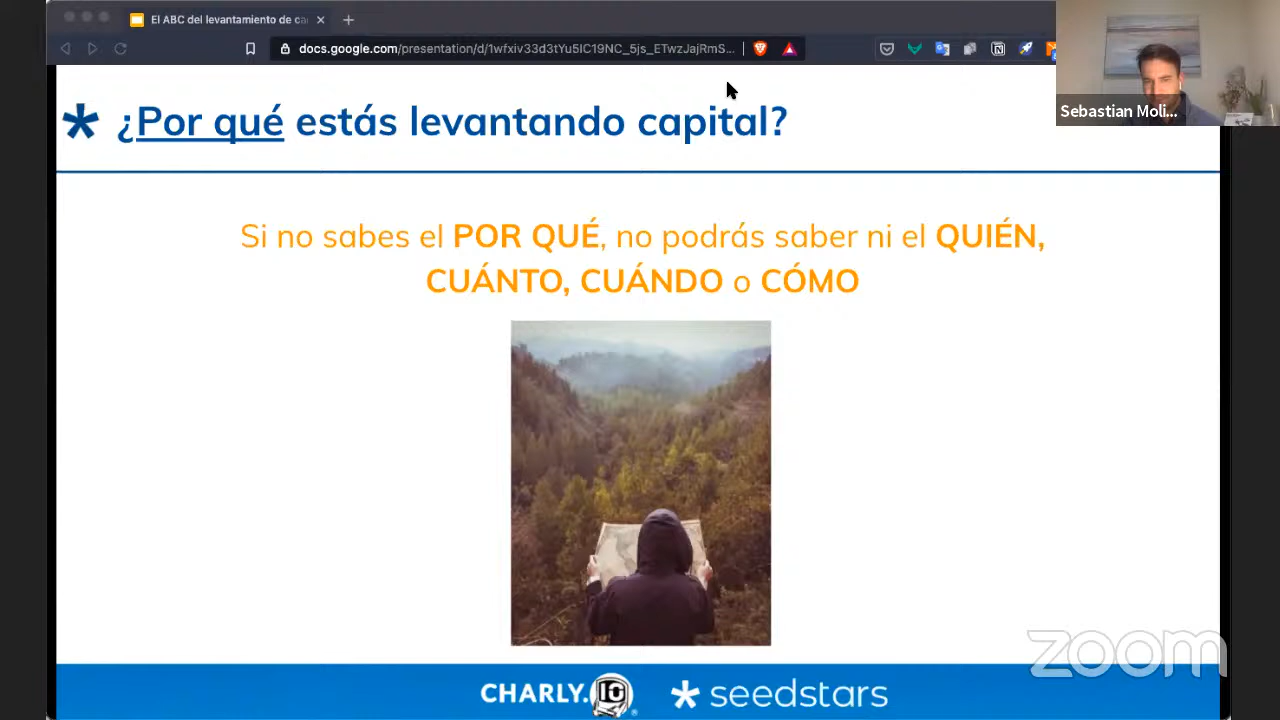 El ABC del levantamiento de ca
docs.google.com/presentation/d/1wfxiv33d3tYu5IC19NC_5js_ETwzJajRmS...
Sebastian Moli...
¿Por qué estás levantando capital?
Si no sabes el POR QUÉ, no podrás saber ni el QUIÉN,
CUÁNTO, CUÁNDO o CÓMO
zoom
CHARLY.IO
seedstars